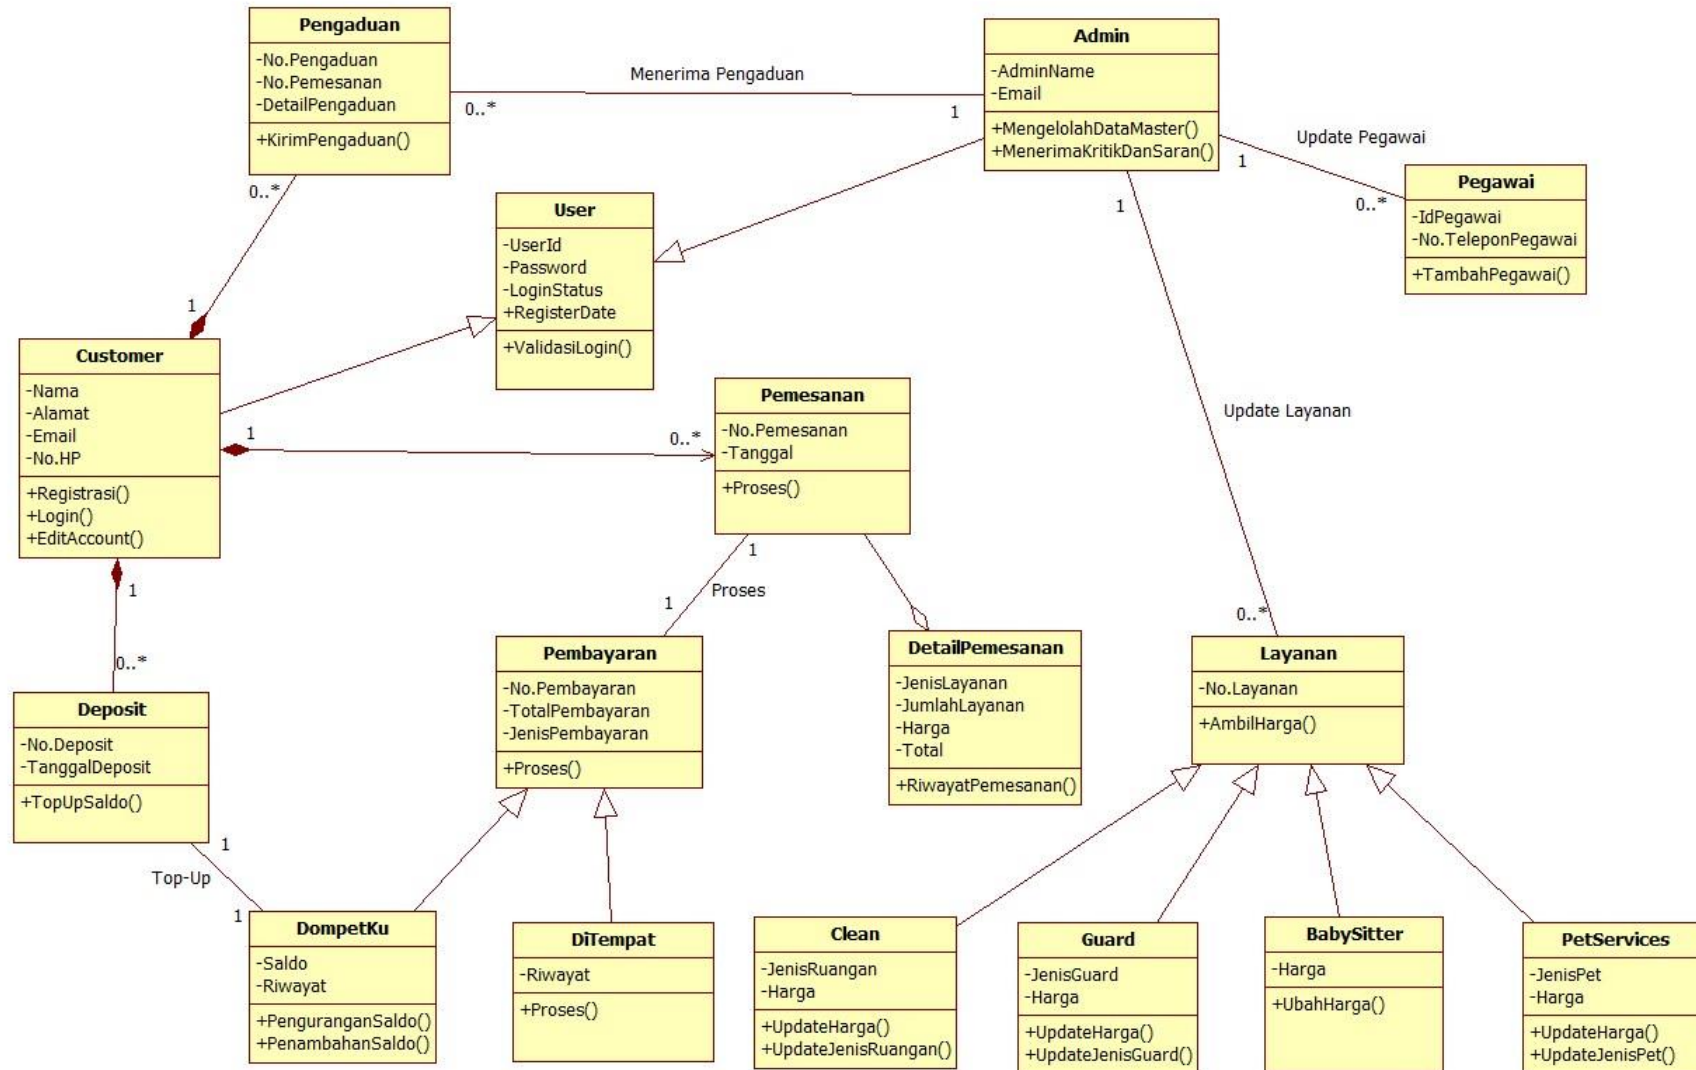 Pengaduan
-No.Pengaduan
-No.Pemesanan
-DetailPengaduan
+KirimPengaduan()
0..*
Menerima Pengaduan
0..*
1
Admin
-AdminName
-Email
+MengelolahDataMaster()
+MenerimaKritikDanSaran()
Update Pegawai
1
0..*
Pegawai
-IdPegawai
-No.TeleponPegawai
+TambahPegawai()
User
-UserId
-Password
-LoginStatus
+RegisterDate
+ValidasiLogin()
1
Customer
-Nama
-Alamat
-Email
-No.HP
+Registrasi()
+Login()
+EditAccount()
1
0..*
Pemesanan
-No.Pemesanan
-Tanggal
+Proses()
1
Update Layanan
0..*
1
Proses
1
1
0..*
Deposit
-No.Deposit
-TanggalDeposit
+TopUpSaldo()
Pembayaran
-No.Pembayaran
-TotalPembayaran
-JenisPembayaran
+Proses()
DetailPemesanan
-JenisLayanan
-JumlahLayanan
-Harga
-Total
+RiwayatPemesanan()
Layanan
-No.Layanan
+AmbilHarga()
1
Top-Up
1
DompetKu
-Saldo
-Riwayat
+PenguranganSaldo()
+PenambahanSaldo()
DiTempat
-Riwayat
+Proses()
Clean
-JenisRuangan
-Harga
+UpdateHarga()
+UpdateJenisRuangan()
Guard
-JenisGuard
-Harga
+UpdateHarga()
+UpdateJenisGuard()
BabySitter
-Harga
+UbahHarga()
PetServices
-JenisPet
-Harga
+UpdateHarga()
+UpdateJenisPet()